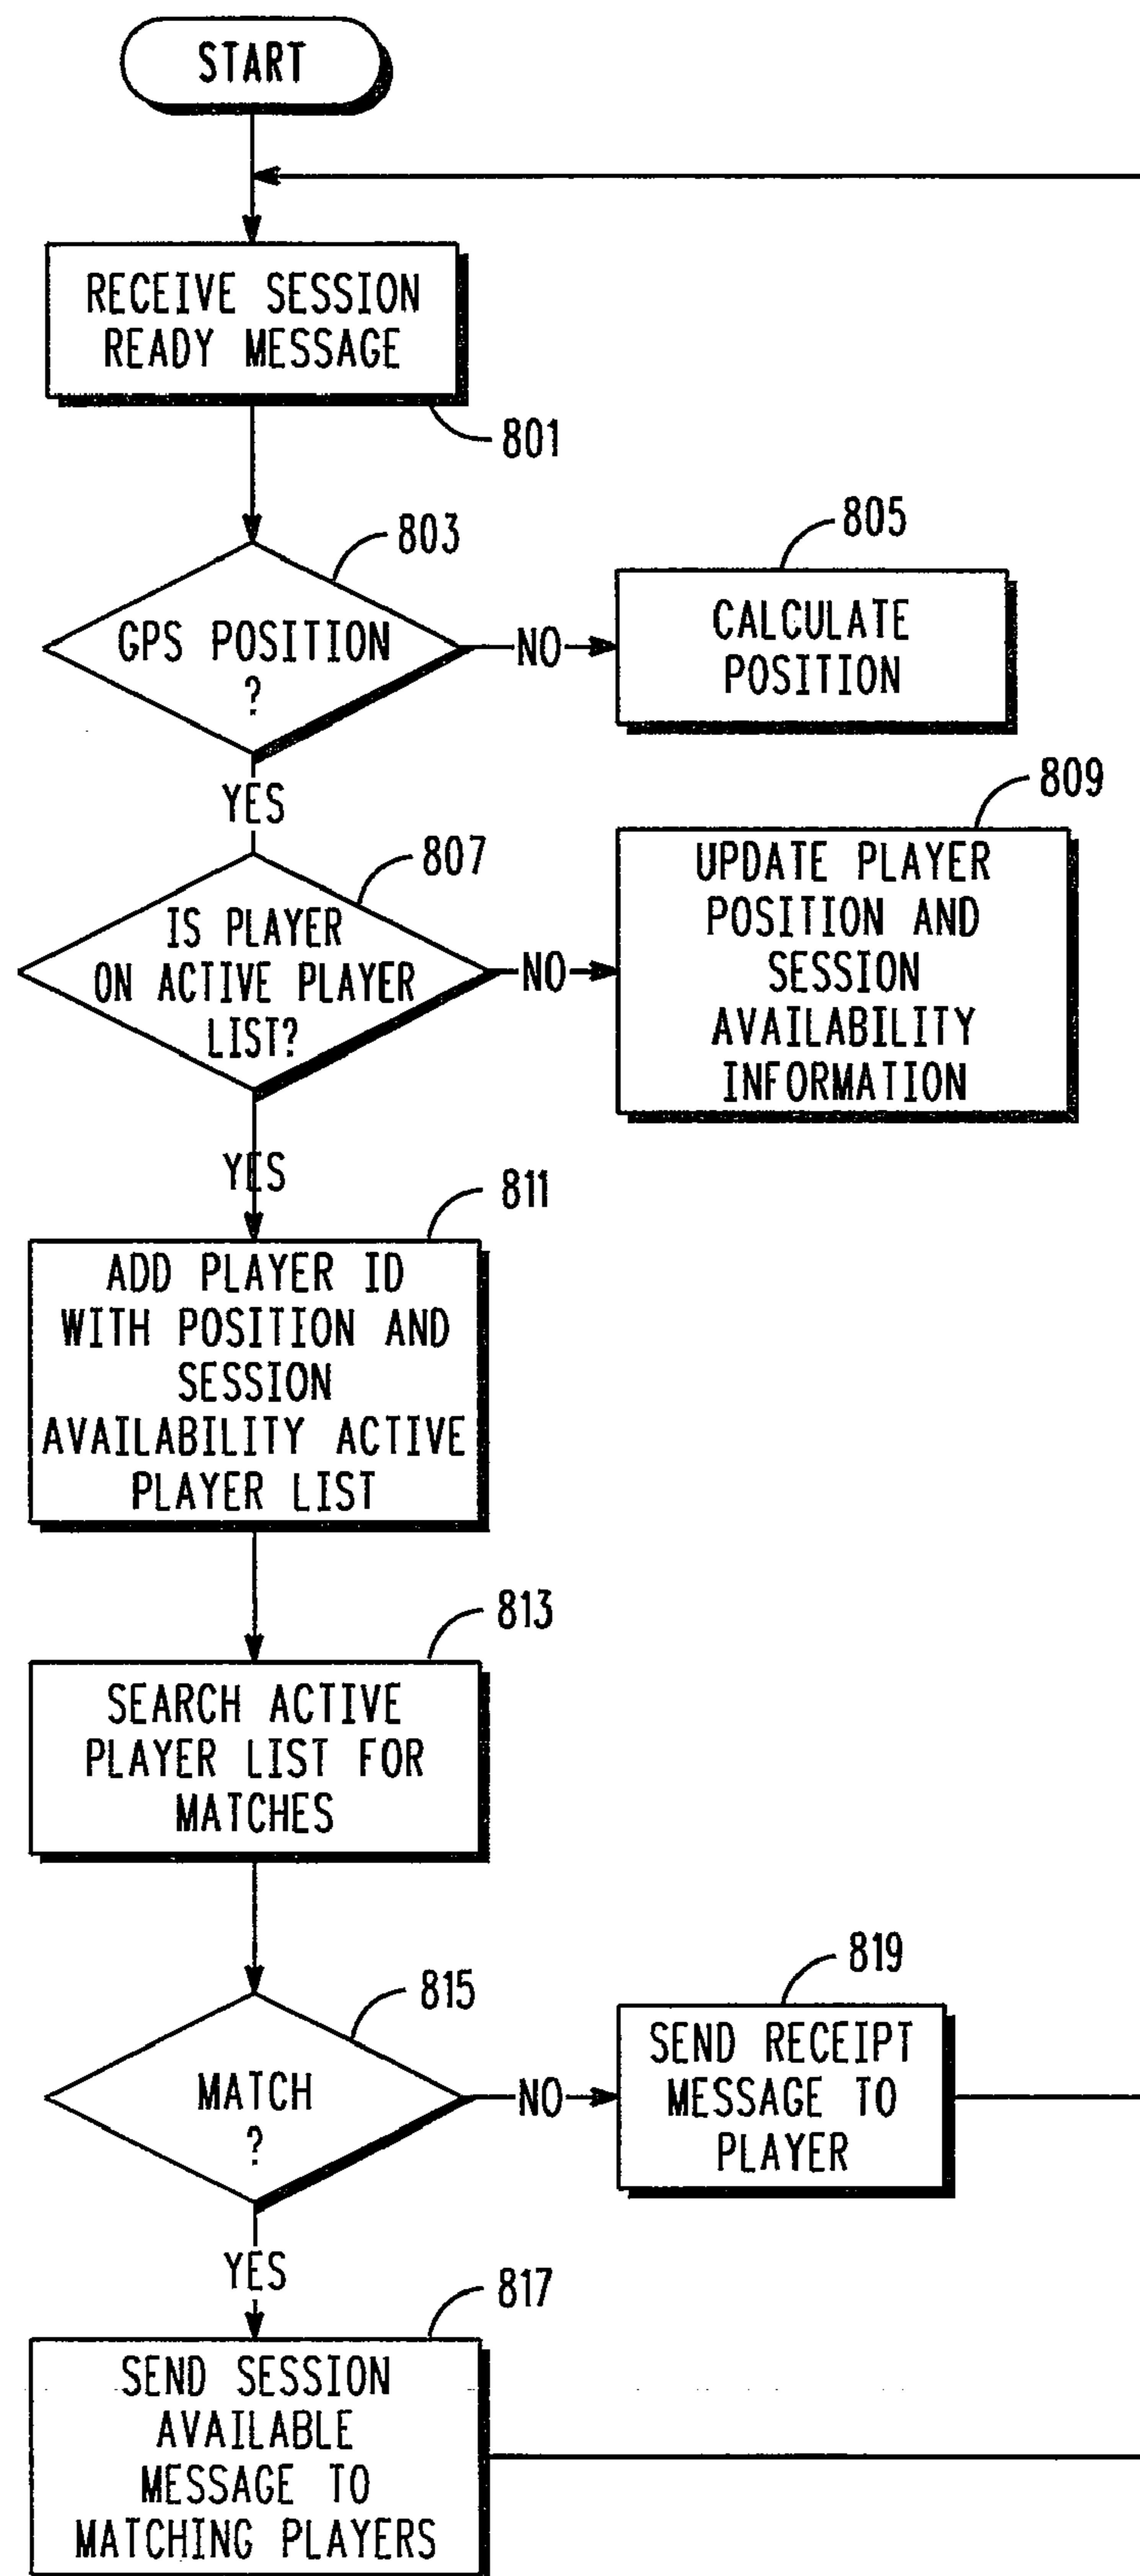 START
RECEIVE SESSION
READY MESSAGE
801
803
GPS POSITION
?
NO
805
CALCULATE
POSITION
YES
807
IS PLAYER
ON ACTIVE PLAYER
LIST?
NO
809
UPDATE PLAYER
POSITION AND
SESSION
AVAILABILITY
INFORMATION
YES
811
ADD PLAYER ID
WITH POSITION AND
SESSION
AVAILABILITY ACTIVE
PLAYER LIST
813
SEARCH ACTIVE
PLAYER LIST FOR
MATCHES
815
MATCH
?
NO
819
SEND RECEIPT
MESSAGE TO
PLAYER
YES
817
SEND SESSION
AVAILABLE
MESSAGE TO
MATCHING PLAYERS